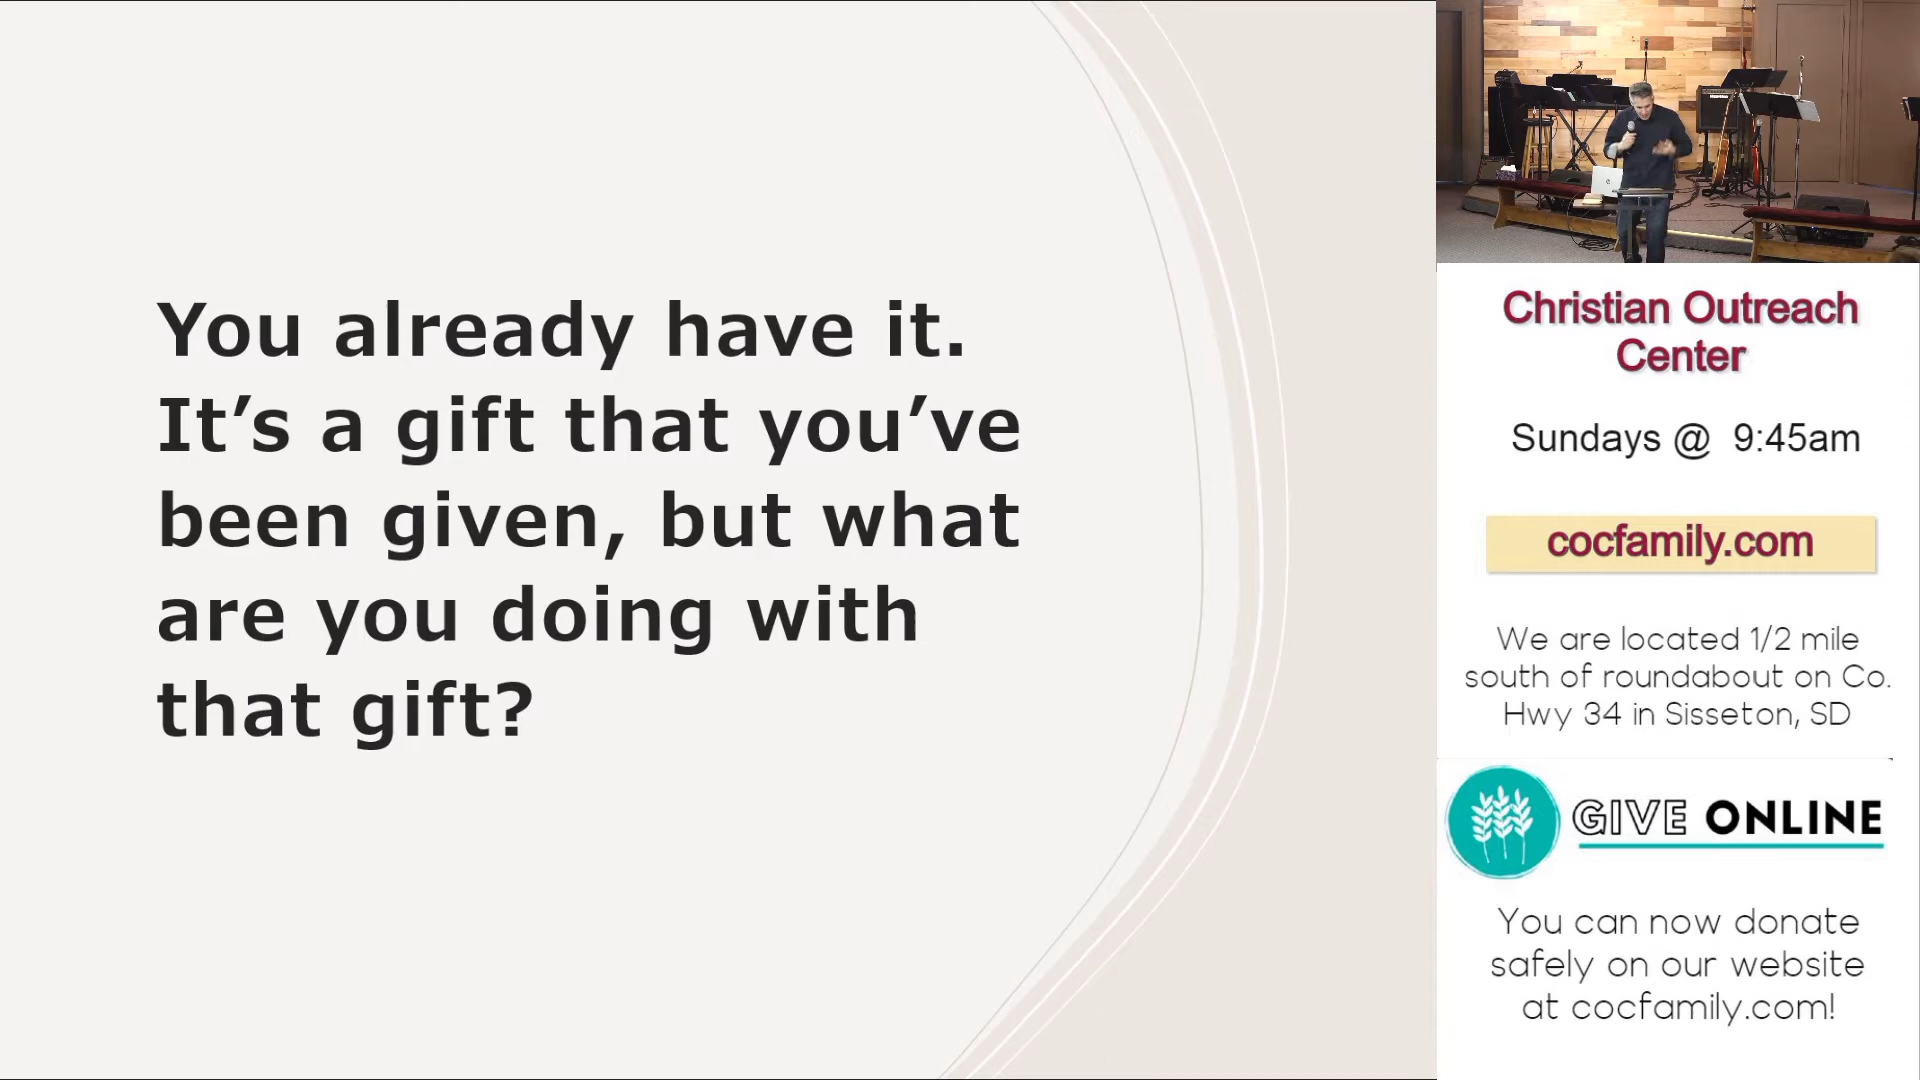 You already have it.
It’s a gift that you’ve
been given, but what
are you doing with
that gift?
Christian Outreach
Center
Sundays @ 9:45am
cocfamily.com
We are located 1/2 mile
south of roundabout on Co.
Hwy 34 in Sisseton, SD
GIVE ONLINE
You can now donate
safely on our website
at cocfamily.com!